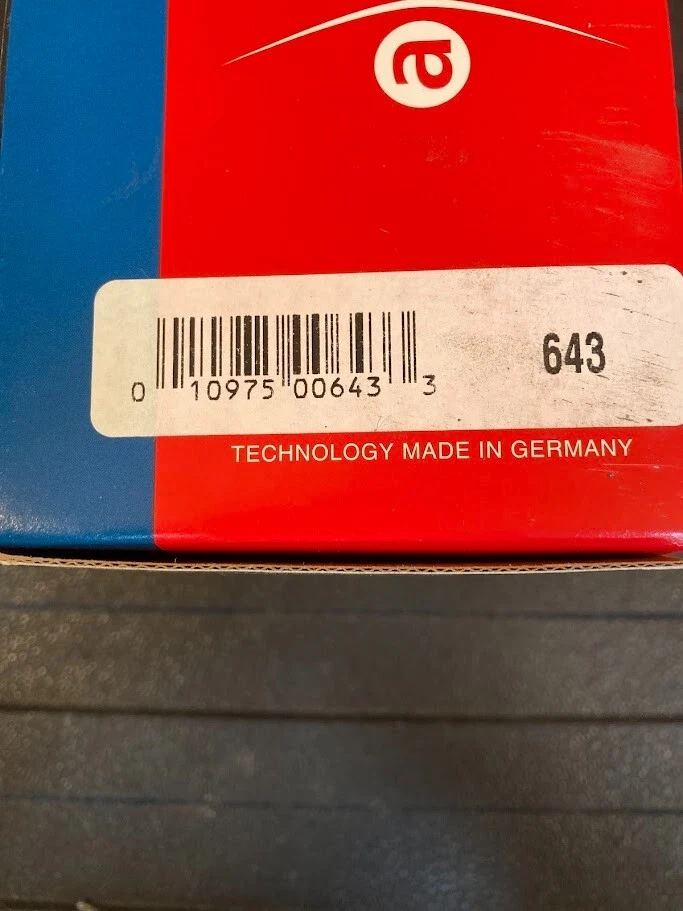 a
643
0 10975 00643 3
TECHNOLOGY MADE IN GERMANY